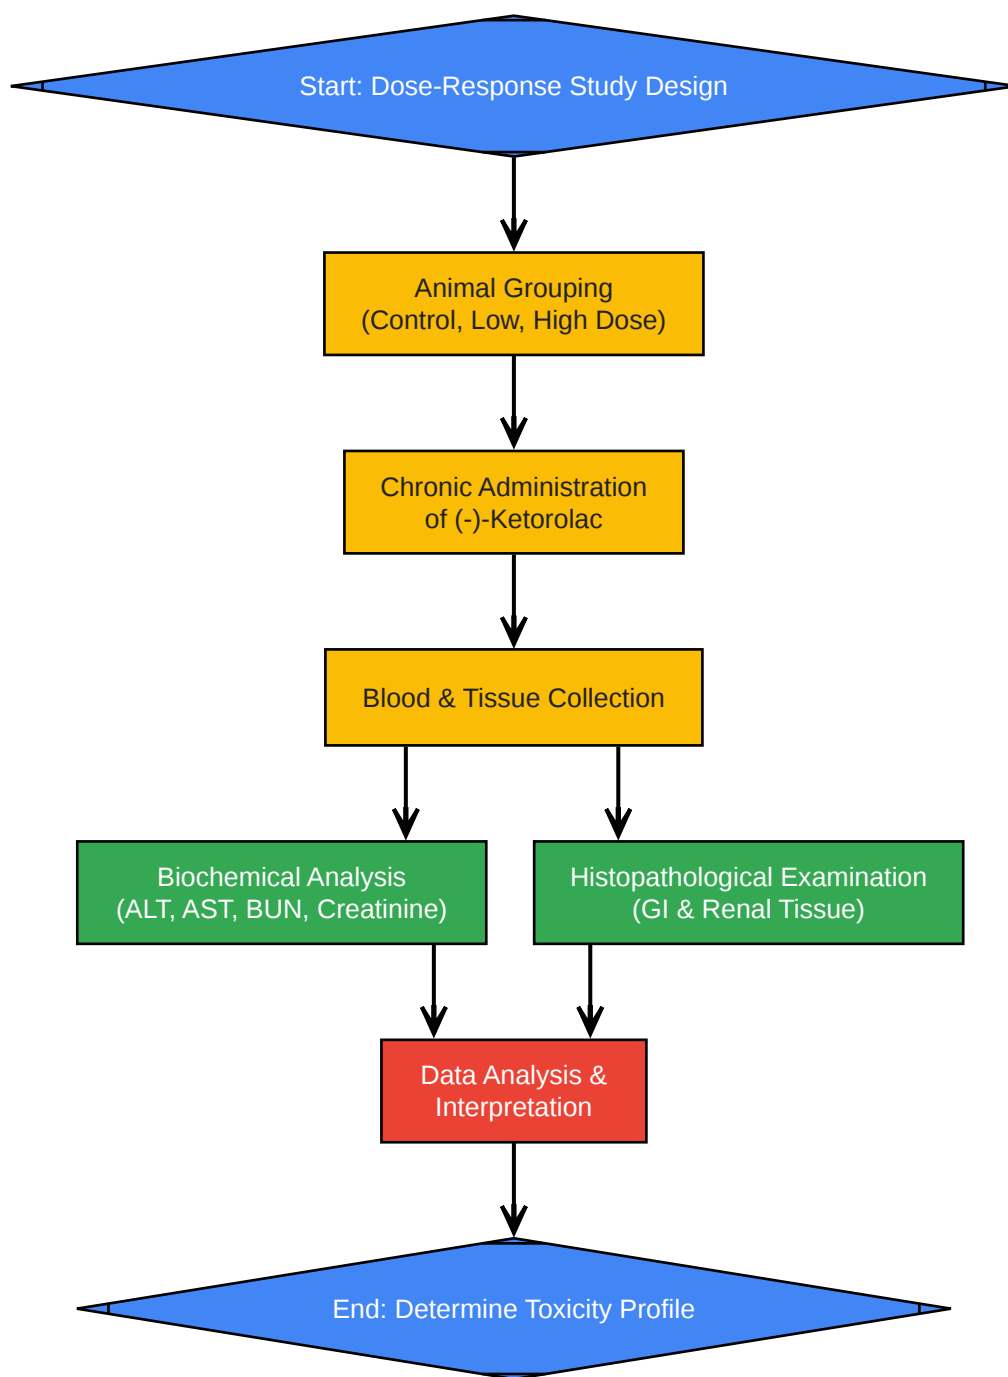 Start: Dose-Response Study Design
Animal Grouping
(Control, Low, High Dose)
Chronic Administration
of (-)-Ketorolac
Blood & Tissue Collection
Biochemical Analysis
(ALT, AST, BUN, Creatinine)
Histopathological Examination
(GI & Renal Tissue)
Data Analysis &
Interpretation
End: Determine Toxicity Profile